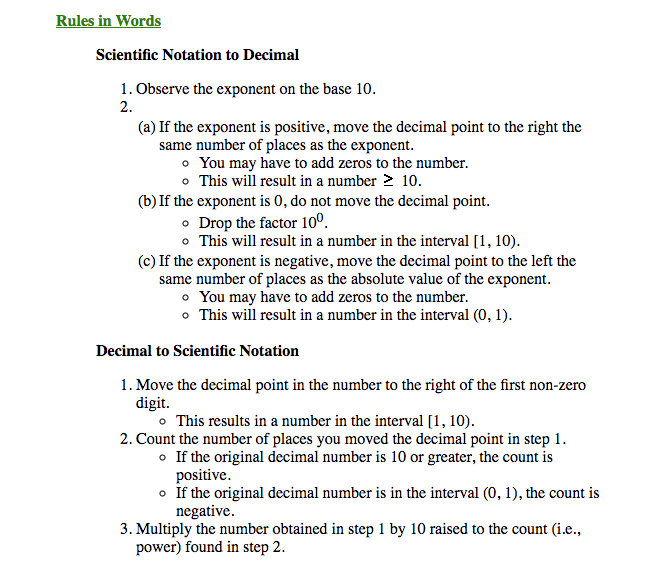 Rules in Words
Scientific Notation to Decimal
1. Observe the exponent on the base 10.
2.
(a) If the exponent is positive, move the decimal point to the right the
same number of places as the exponent.
○ You may have to add zeros to the number.
○ This will result in a number ≥ 10.
(b) If the exponent is 0, do not move the decimal point.
○ Drop the factor 10⁰.
○ This will result in a number in the interval [1, 10).
(c) If the exponent is negative, move the decimal point to the left the
same number of places as the absolute value of the exponent.
○ You may have to add zeros to the number.
○ This will result in a number in the interval (0, 1).
Decimal to Scientific Notation
1. Move the decimal point in the number to the right of the first non-zero
digit.
○ This results in a number in the interval [1, 10).
2. Count the number of places you moved the decimal point in step 1.
○ If the original decimal number is 10 or greater, the count is
positive.
○ If the original decimal number is in the interval (0, 1), the count is
negative.
3. Multiply the number obtained in step 1 by 10 raised to the count (i.e.,
power) found in step 2.